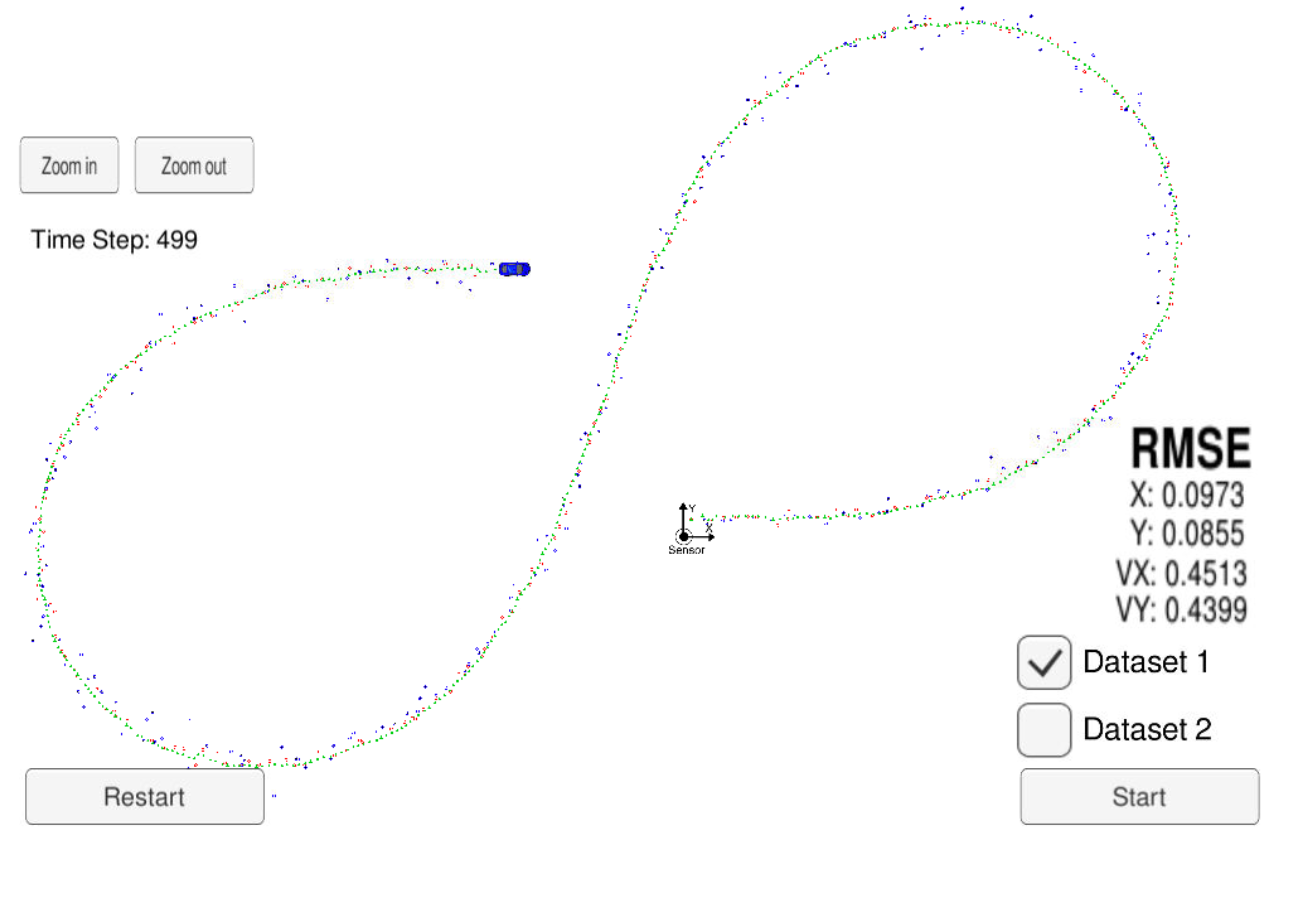 Zoom in
Zoom out
Time Step: 499
Y
X
Sensor
RMSE
X: 0.0973
Y: 0.0855
VX: 0.4513
VY: 0.4399
Dataset 1
Dataset 2
Restart
Start